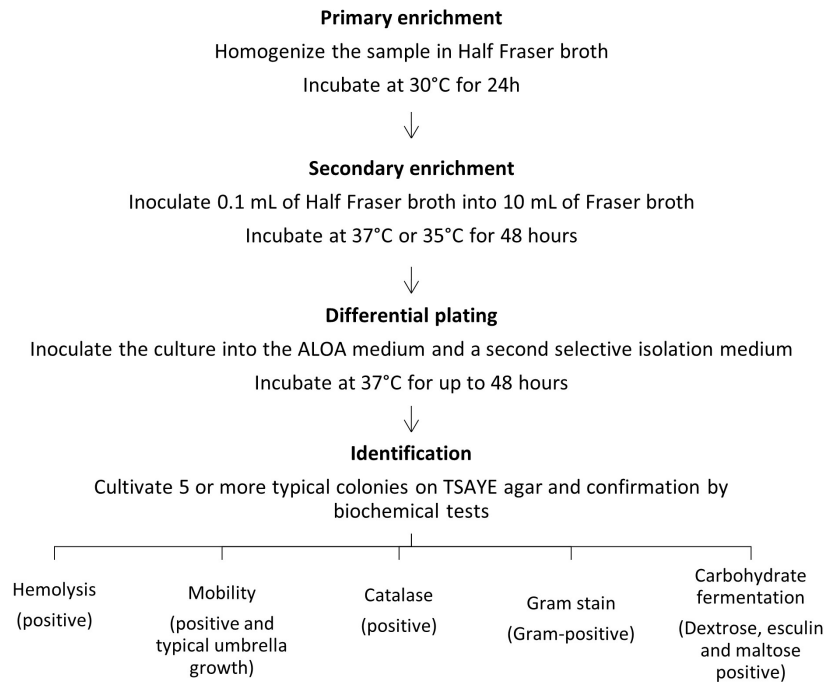 Primary enrichment
Homogenize the sample in Half Fraser broth
Incubate at 30°C for 24h
Secondary enrichment
Inoculate 0.1 mL of Half Fraser broth into 10 mL of Fraser broth
Incubate at 37°C or 35°C for 48 hours
Differential plating
Inoculate the culture into the ALOA medium and a second selective isolation medium
Incubate at 37°C for up to 48 hours
Identification
Cultivate 5 or more typical colonies on TSAYE agar and confirmation by
biochemical tests
Hemolysis
(positive)
Mobility
(positive and
typical umbrella
growth)
Catalase
(positive)
Gram stain
(Gram-positive)
Carbohydrate
fermentation
(Dextrose, esculin
and maltose
positive)